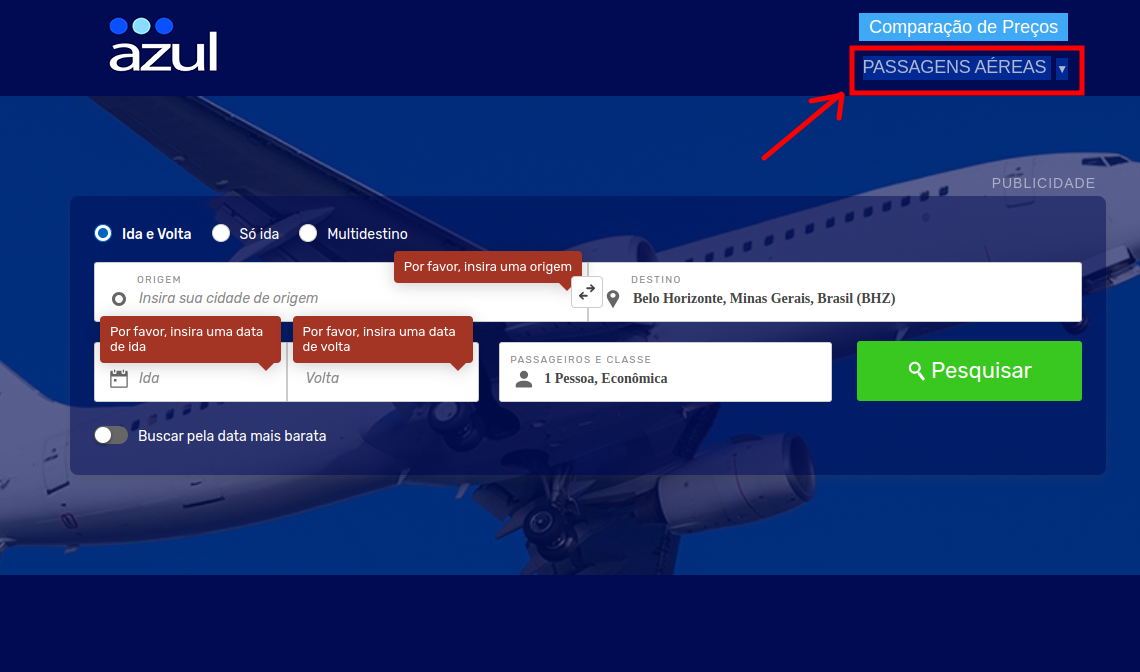 azul
Comparação de Preços
PASSAGENS AÉREAS ▼
PUBLICIDADE
Ida e Volta
Só ida
Multidestino
Por favor, insira uma origem
ORIGEM
Insira sua cidade de origem
DESTINO
Belo Horizonte, Minas Gerais, Brasil (BHZ)
Por favor, insira uma data
de ida
Por favor, insira uma data
de volta
Ida
Volta
PASSAGEIROS E CLASSE
1 Pessoa, Econômica
Pesquisar
Buscar pela data mais barata